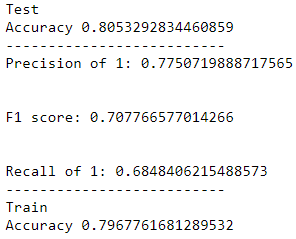 Test
Accuracy 0.8053292834460859
--------------------------
Precision of 1: 0.7750719888717565
F1 score: 0.707766577014266
Recall of 1: 0.6848406215488573
--------------------------
Train
Accuracy 0.7967761681289532